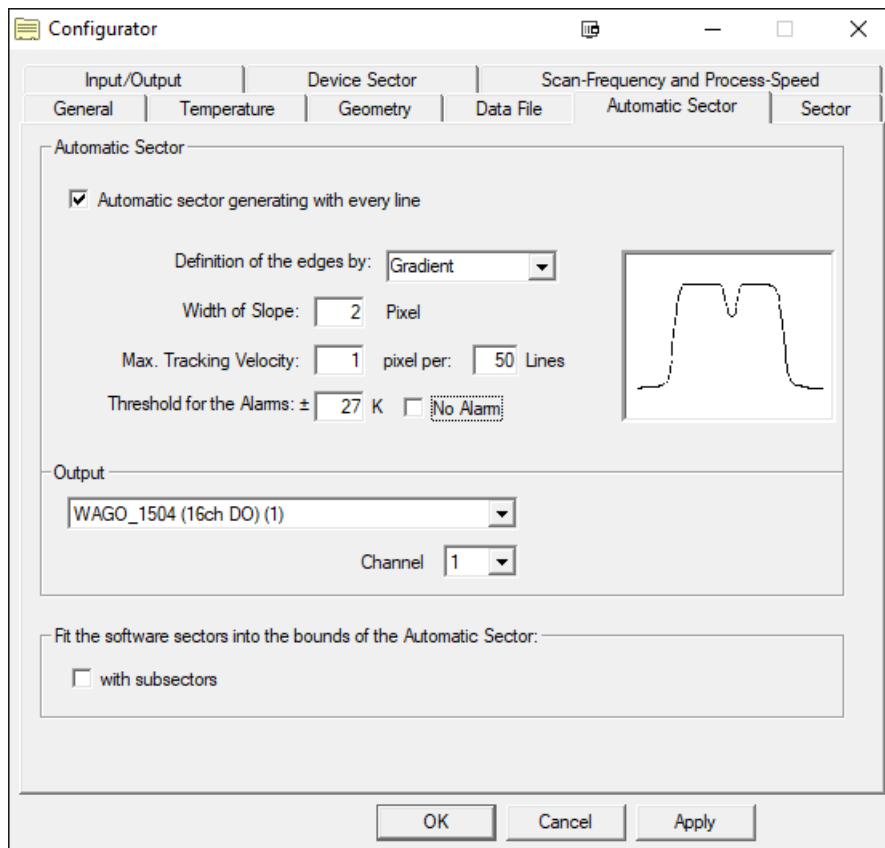 Configurator
Input/Output Device Sector Scan-Frequency and Process-Speed
General Temperature Geometry Data File Automatic Sector Sector
Automatic Sector
Automatic sector generating with every line
Definition of the edges by: Gradient
Width of Slope: 2 Pixel
Max. Tracking Velocity: 1 pixel per: 50 Lines
Threshold for the Alarms: ± 27 K No Alarm
Output
WAGO_1504 (16ch DO) (1)
Channel 1
Fit the software sectors into the bounds of the Automatic Sector:
with subsectors
OK Cancel Apply